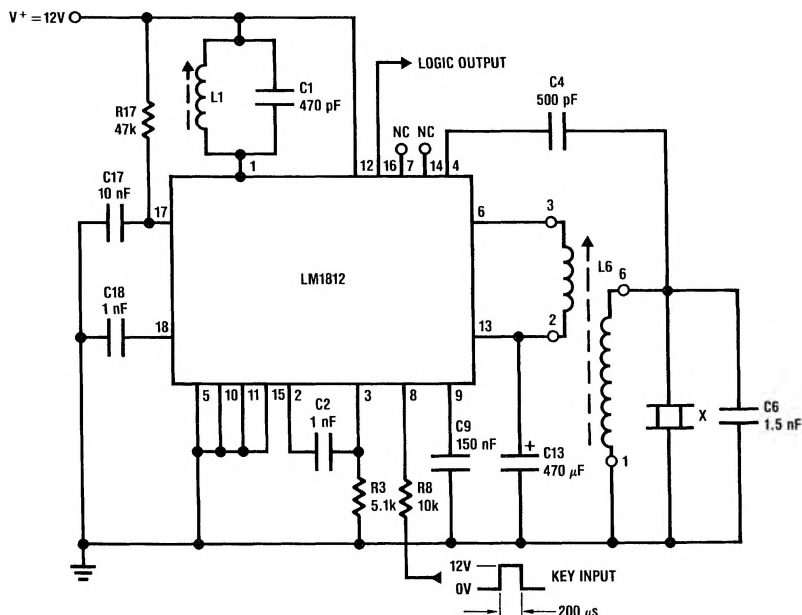 V+ = 12V
LOGIC OUTPUT
L1
C1
470 pF
C4
500 pF
R17
47k
NC NC
1
12
16
7
14
4
C17
10 nF
17
6
3
LM1812
L6
6
C18
1 nF
18
13
2
5
10
11
15
2
C2
1 nF
3
8
9
C9
150 nF
+
C13
470 μF
1
X
C6
1.5 nF
R3
5.1k
R8
10k
12V
0V
KEY INPUT
200 μs